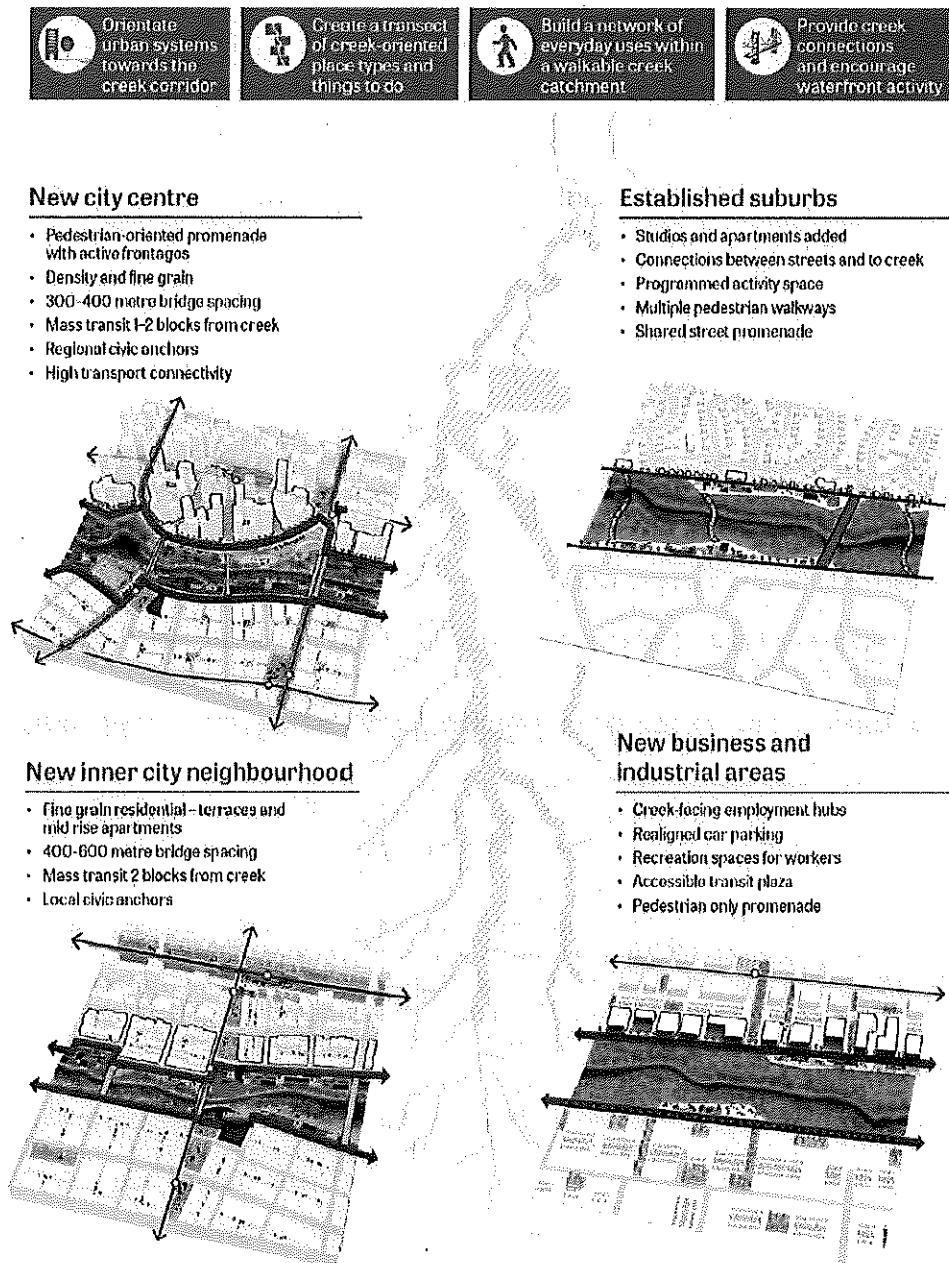 Orientate
urban systems
towards the
creek corridor
Create a transect
of creek-oriented
place types and
things to do
Build a network of
everyday uses within
a walkable creek
catchment
Provide creek
connections
and encourage
waterfront activity
New city centre
• Pedestrian-oriented promenade
with active frontages
• Density and fine grain
• 300-400 metre bridge spacing
• Mass transit 1-2 blocks from creek
• Regional civic anchors
• High transport connectivity
Established suburbs
• Studios and apartments added
• Connections between streets and to creek
• Programmed activity space
• Multiple pedestrian walkways
• Shared street promenade
New inner city neighbourhood
• Fine grain residential – terraces and
mid rise apartments
• 400-600 metre bridge spacing
• Mass transit 2 blocks from creek
• Local civic anchors
New business and
industrial areas
• Creek-facing employment hubs
• Realigned car parking
• Recreation spaces for workers
• Accessible transit plaza
• Pedestrian only promenade